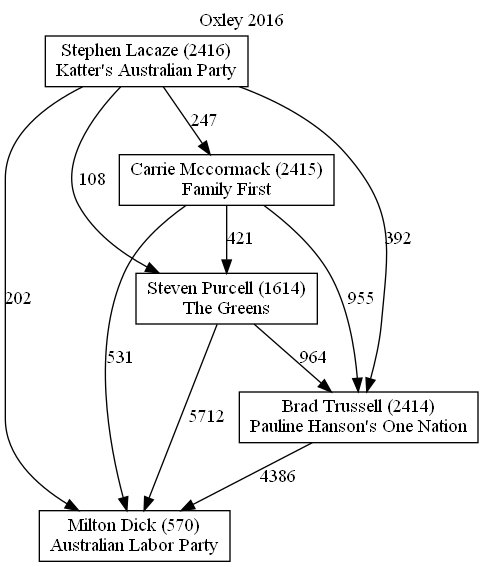 Oxley 2016
Stephen Lacaze (2416)
Katter's Australian Party
247
Carrie Mccormack (2415)
Family First
108
421
392
Steven Purcell (1614)
The Greens
202
531
955
964
Brad Trussell (2414)
Pauline Hanson's One Nation
5712
4386
Milton Dick (570)
Australian Labor Party